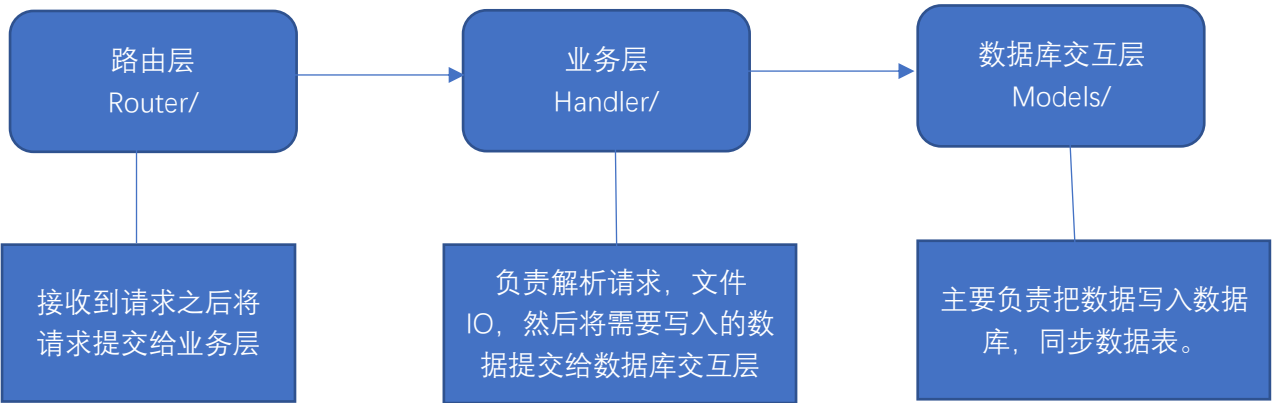 路由层
Router/
业务层
Handler/
数据库交互层
Models/
接收到请求之后将
请求提交给业务层
负责解析请求，文件
IO，然后将需要写入的数
据提交给数据库交互层
主要负责把数据写入数据
库，同步数据表。